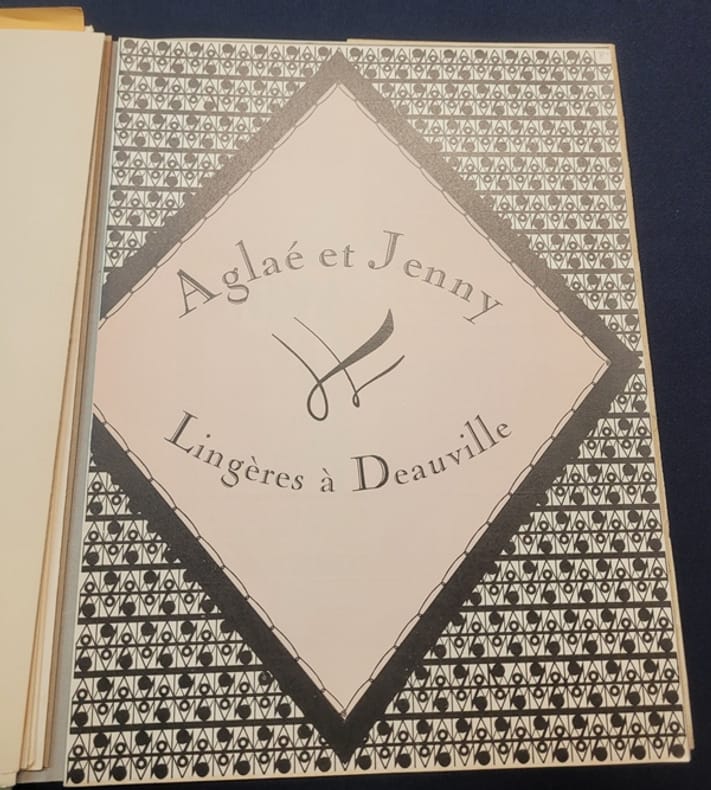 Aglaé et Jenny
Lingères à Deauville